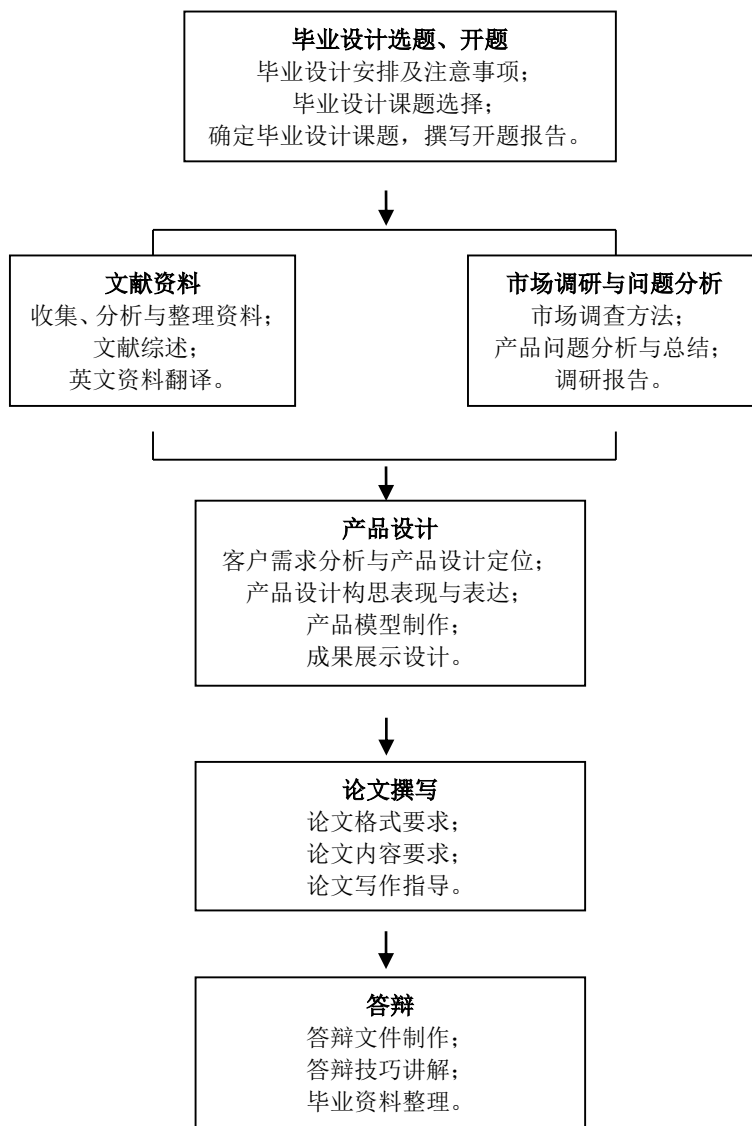 毕业设计选题、开题
毕业设计安排及注意事项；
毕业设计课题选择；
确定毕业设计课题，撰写开题报告。
文献资料
收集、分析与整理资料；
文献综述；
英文资料翻译。
市场调研与问题分析
市场调查方法；
产品问题分析与总结；
调研报告。
产品设计
客户需求分析与产品设计定位；
产品设计构思表现与表达；
产品模型制作；
成果展示设计。
论文撰写
论文格式要求；
论文内容要求；
论文写作指导。
答辩
答辩文件制作；
答辩技巧讲解；
毕业资料整理。